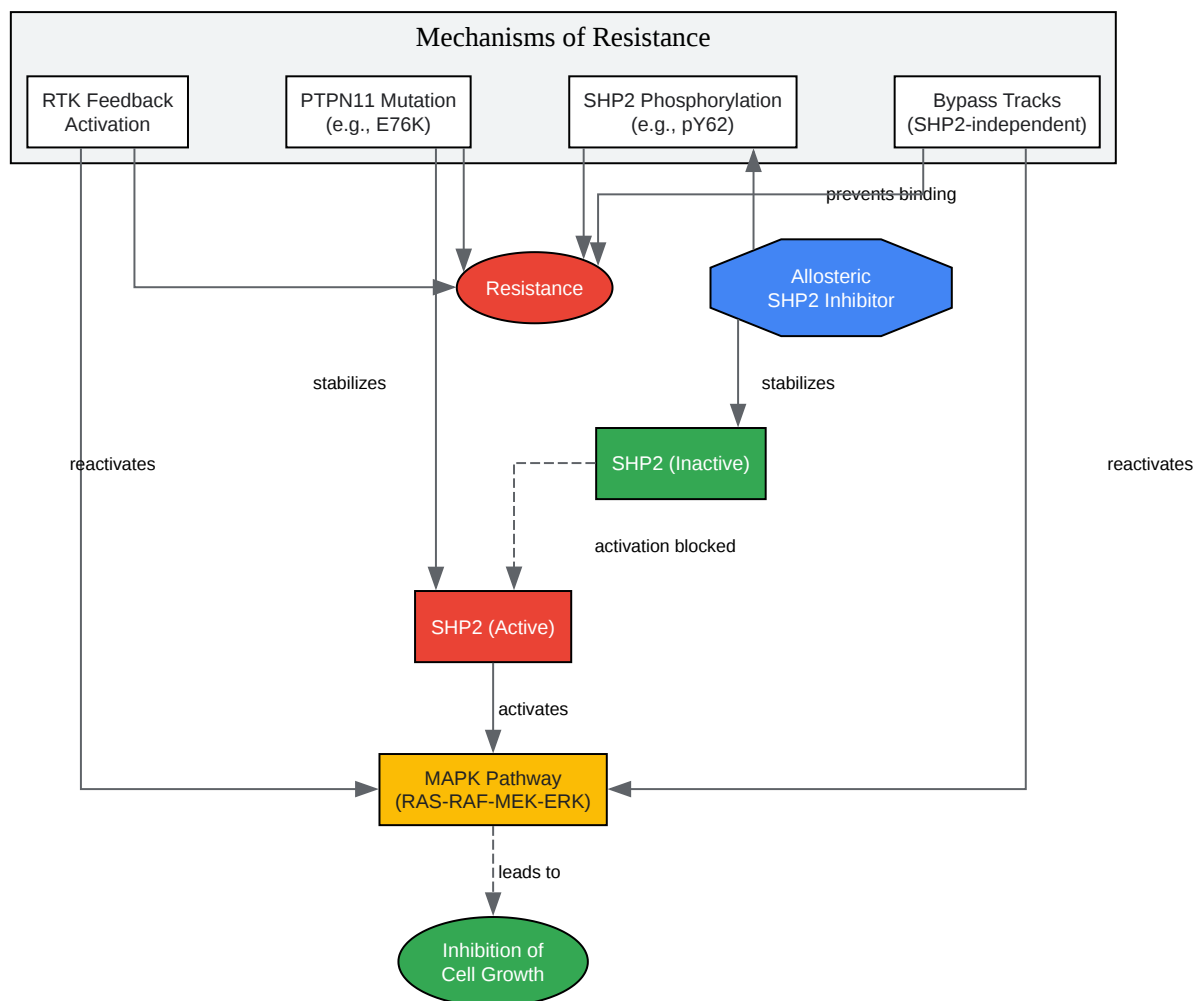 Mechanisms of Resistance
RTK Feedback
Activation
PTPN11 Mutation
(e.g., E76K)
SHP2 Phosphorylation
(e.g., pY62)
Bypass Tracks
(SHP2-independent)
prevents binding
Resistance
Allosteric
SHP2 Inhibitor
stabilizes
stabilizes
reactivates
SHP2 (Inactive)
reactivates
activation blocked
SHP2 (Active)
activates
MAPK Pathway
(RAS-RAF-MEK-ERK)
leads to
Inhibition of
Cell Growth